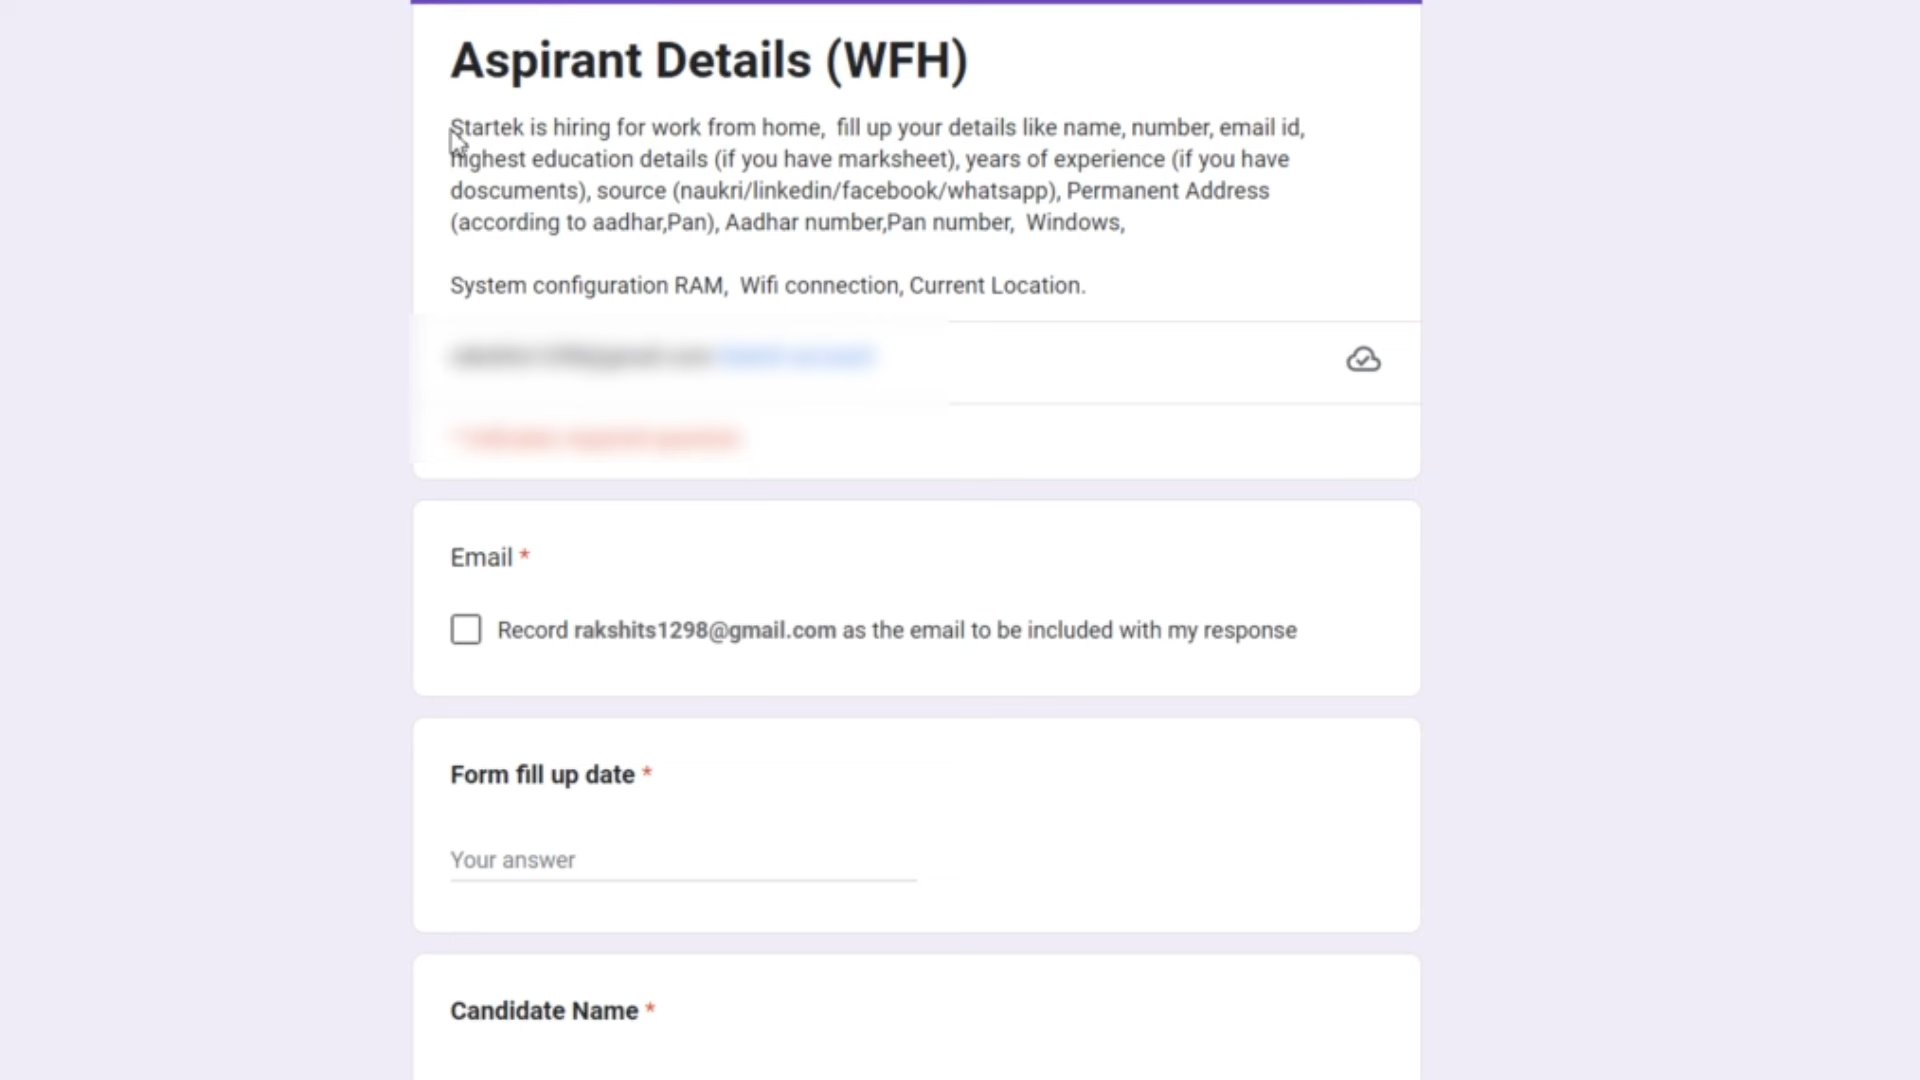 Aspirant Details (WFH)
Startek is hiring for work from home,  fill up your details like name, number, email id,
highest education details (if you have marksheet), years of experience (if you have
doscuments), source (naukri/linkedin/facebook/whatsapp), Permanent Address
(according to aadhar,Pan), Aadhar number,Pan number,  Windows,
System configuration RAM,  Wifi connection, Current Location.
Email *
Record rakshits1298@gmail.com as the email to be included with my response
Form fill up date *
Your answer
Candidate Name *